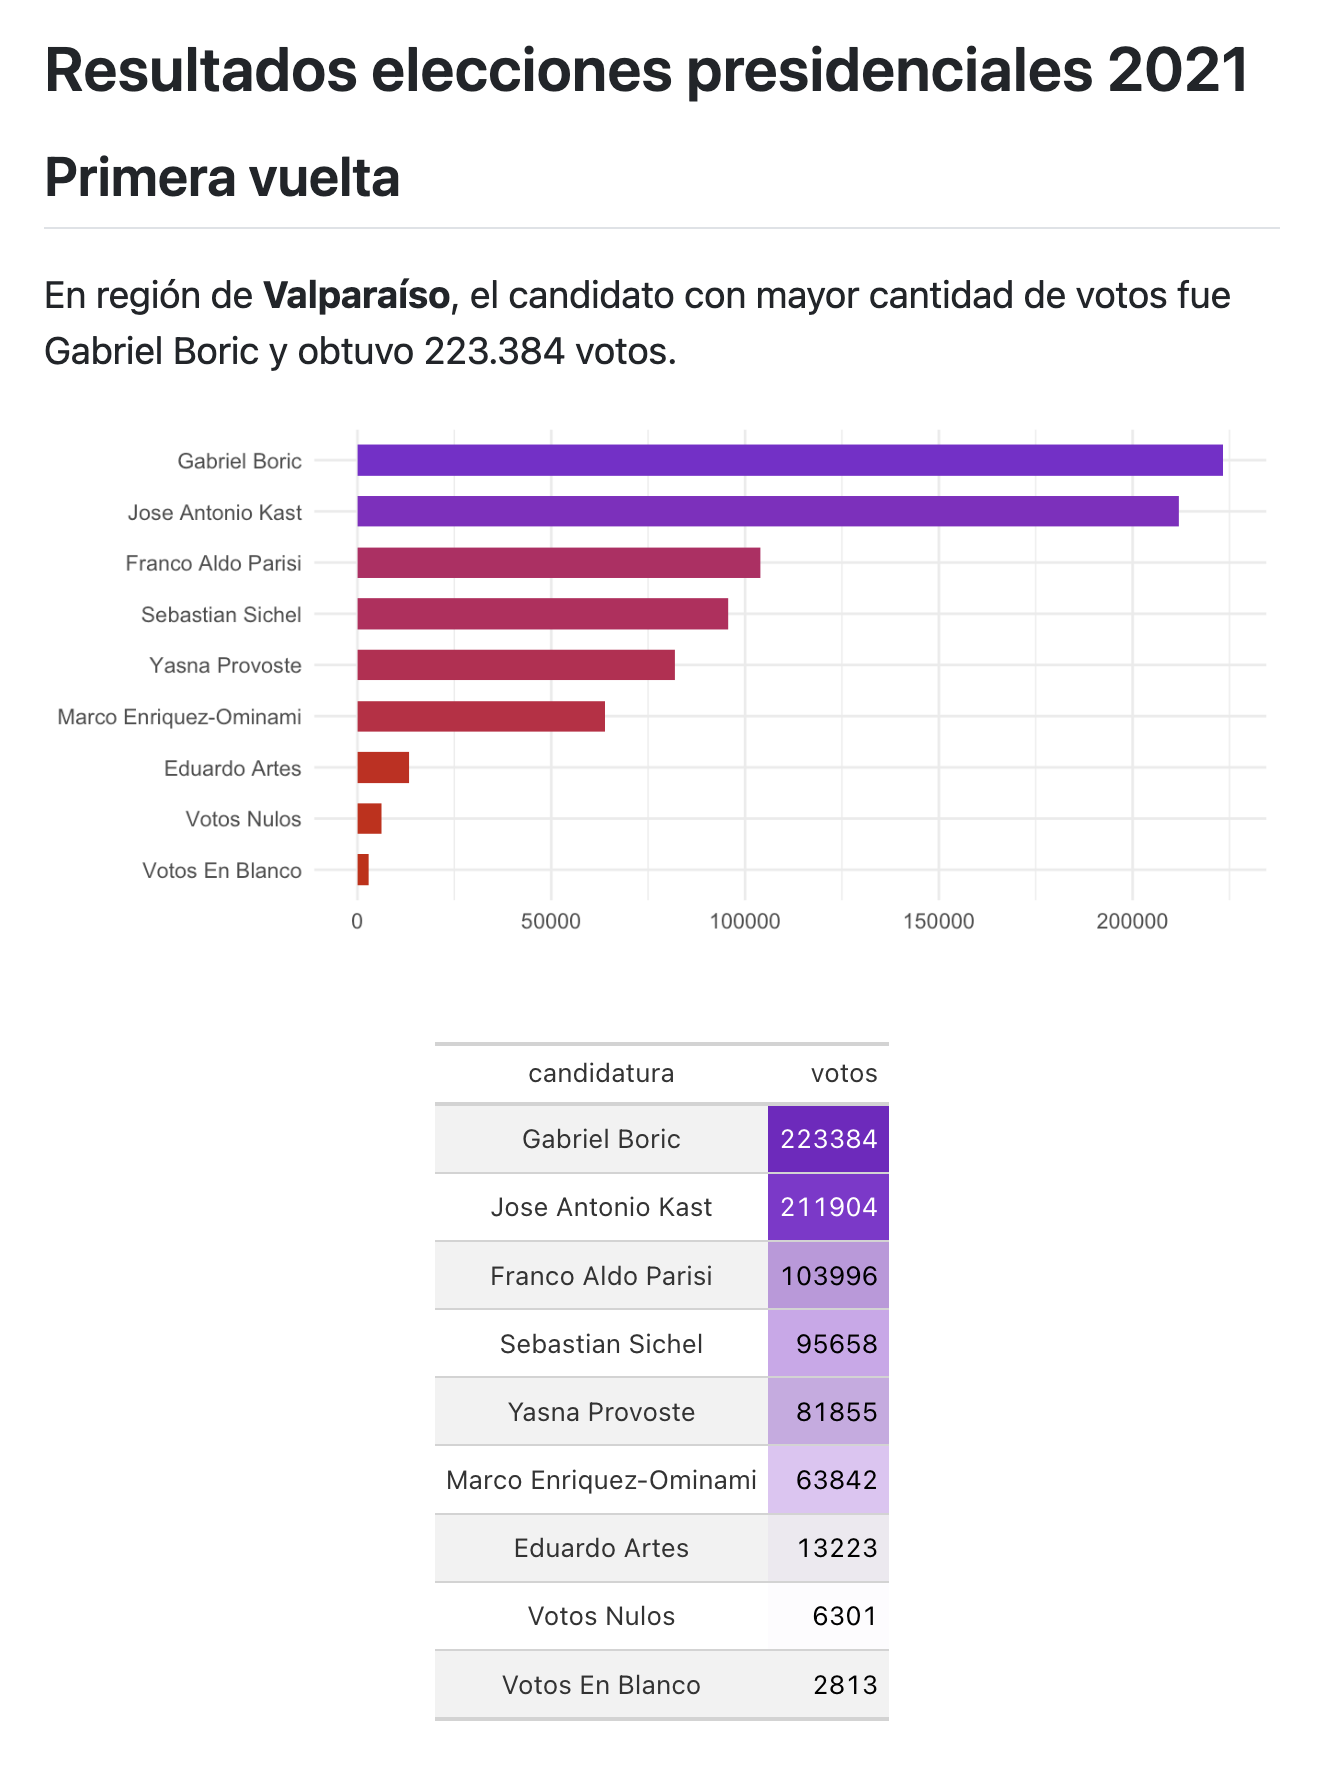 Resultados elecciones presidenciales 2021
Primera vuelta
En región de Valparaíso, el candidato con mayor cantidad de votos fue
Gabriel Boric y obtuvo 223.384 votos.
Gabriel Boric
Jose Antonio Kast
Franco Aldo Parisi
Sebastian Sichel
Yasna Provoste
Marco Enriquez-Ominami
Eduardo Artes
Votos Nulos
Votos En Blanco
0 50000 100000 150000 200000
candidatura votos
Gabriel Boric 223384
Jose Antonio Kast 211904
Franco Aldo Parisi 103996
Sebastian Sichel 95658
Yasna Provoste 81855
Marco Enriquez-Ominami 63842
Eduardo Artes 13223
Votos Nulos 6301
Votos En Blanco 2813